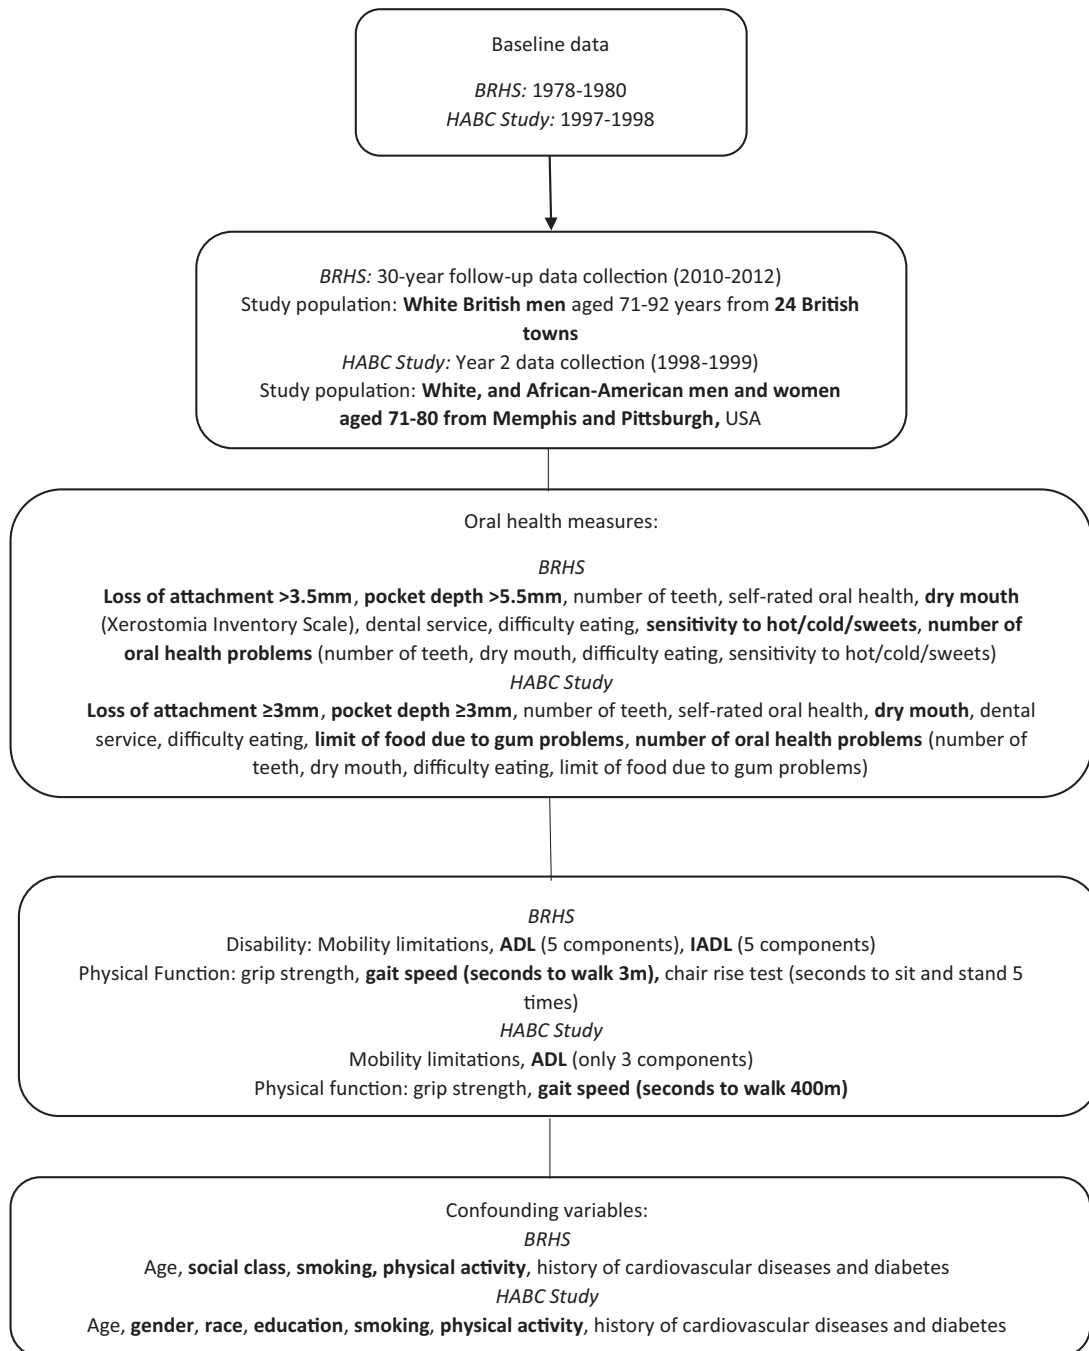 Baseline data
BRHS: 1978-1980
HABC Study: 1997-1998
BRHS: 30-year follow-up data collection (2010-2012)
Study population: White British men aged 71-92 years from 24 British
towns
HABC Study: Year 2 data collection (1998-1999)
Study population: White, and African-American men and women
aged 71-80 from Memphis and Pittsburgh, USA
Oral health measures:
BRHS
Loss of attachment >3.5mm, pocket depth >5.5mm, number of teeth, self-rated oral health, dry mouth
(Xerostomia Inventory Scale), dental service, difficulty eating, sensitivity to hot/cold/sweets, number of
oral health problems (number of teeth, dry mouth, difficulty eating, sensitivity to hot/cold/sweets)
HABC Study
Loss of attachment ≥3mm, pocket depth ≥3mm, number of teeth, self-rated oral health, dry mouth, dental
service, difficulty eating, limit of food due to gum problems, number of oral health problems (number of
teeth, dry mouth, difficulty eating, limit of food due to gum problems)
BRHS
Disability: Mobility limitations, ADL (5 components), IADL (5 components)
Physical Function: grip strength, gait speed (seconds to walk 3m), chair rise test (seconds to sit and stand 5
times)
HABC Study
Mobility limitations, ADL (only 3 components)
Physical function: grip strength, gait speed (seconds to walk 400m)
Confounding variables:
BRHS
Age, social class, smoking, physical activity, history of cardiovascular diseases and diabetes
HABC Study
Age, gender, race, education, smoking, physical activity, history of cardiovascular diseases and diabetes